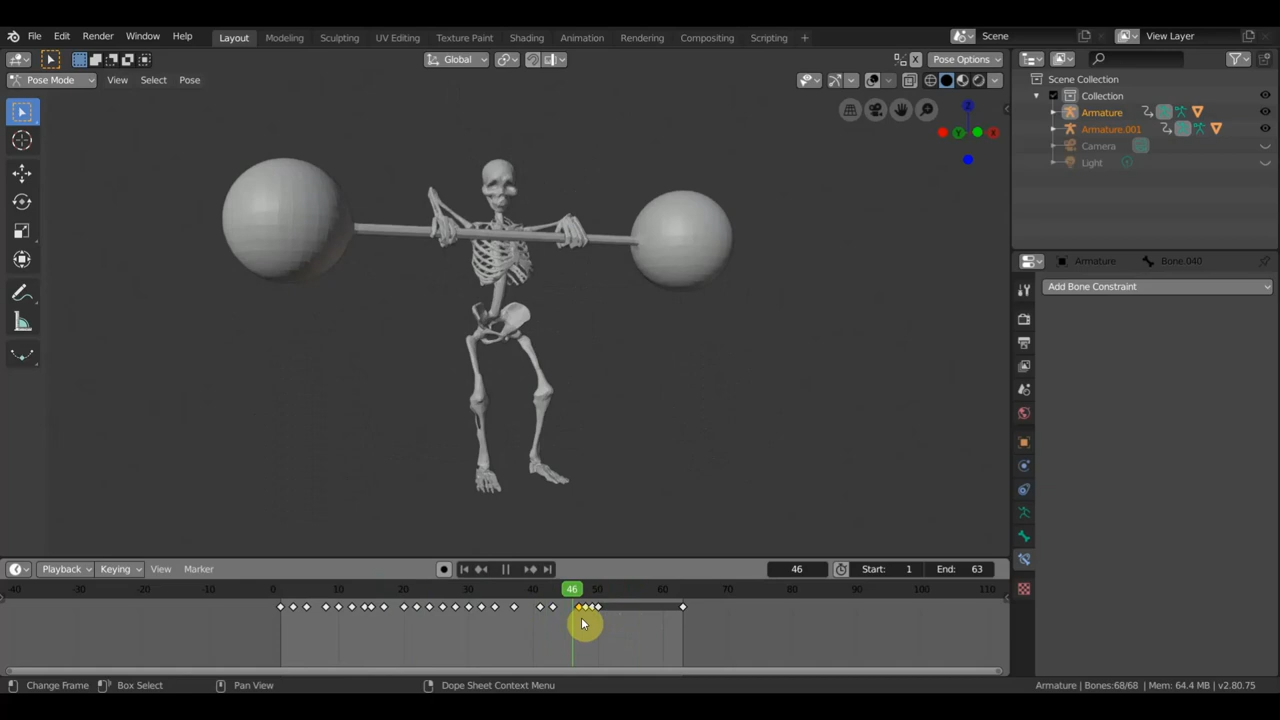 File Edit Render Window Help Layout Modeling Sculpting UV Editing Texture Paint Shading Animation Rendering Compositing Scripting + Scene View Layer
Global Pose Options
Pose Mode View Select Pose
Scene Collection
Collection
Armature
Armature.001
Camera
Light
Armature Bone.040
Add Bone Constraint
Playback Keying View Marker 46 Start: 1 End: 63
-40 -30 -20 -10 0 10 20 30 40 46 50 60 70 80 90 100 110
Change Frame Box Select Pan View Dope Sheet Context Menu Armature | Bones:68/68 | Mem: 64.4 MB | v2.80.75